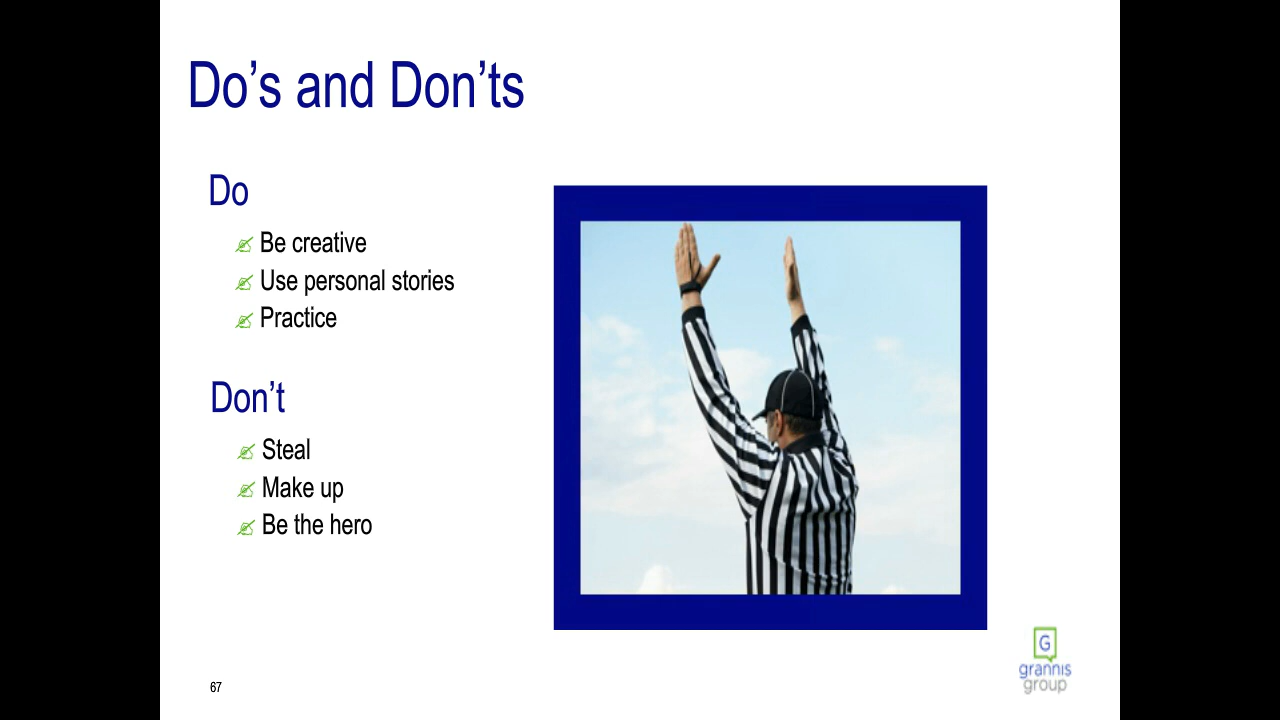 Do’s and Don’ts
Do
Be creative
Use personal stories
Practice
Don’t
Steal
Make up
Be the hero
67
G
grannis
group